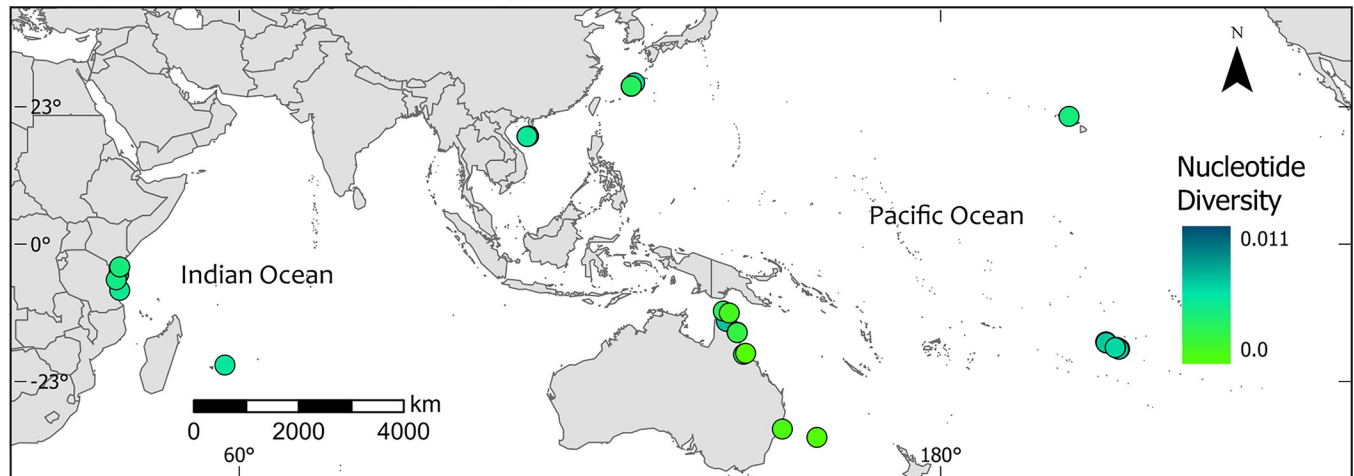 N
23°
Nucleotide
Diversity
Pacific Ocean
0.011
0°
Indian Ocean
0.0
-23°
km
0 2000 4000
60°
180°